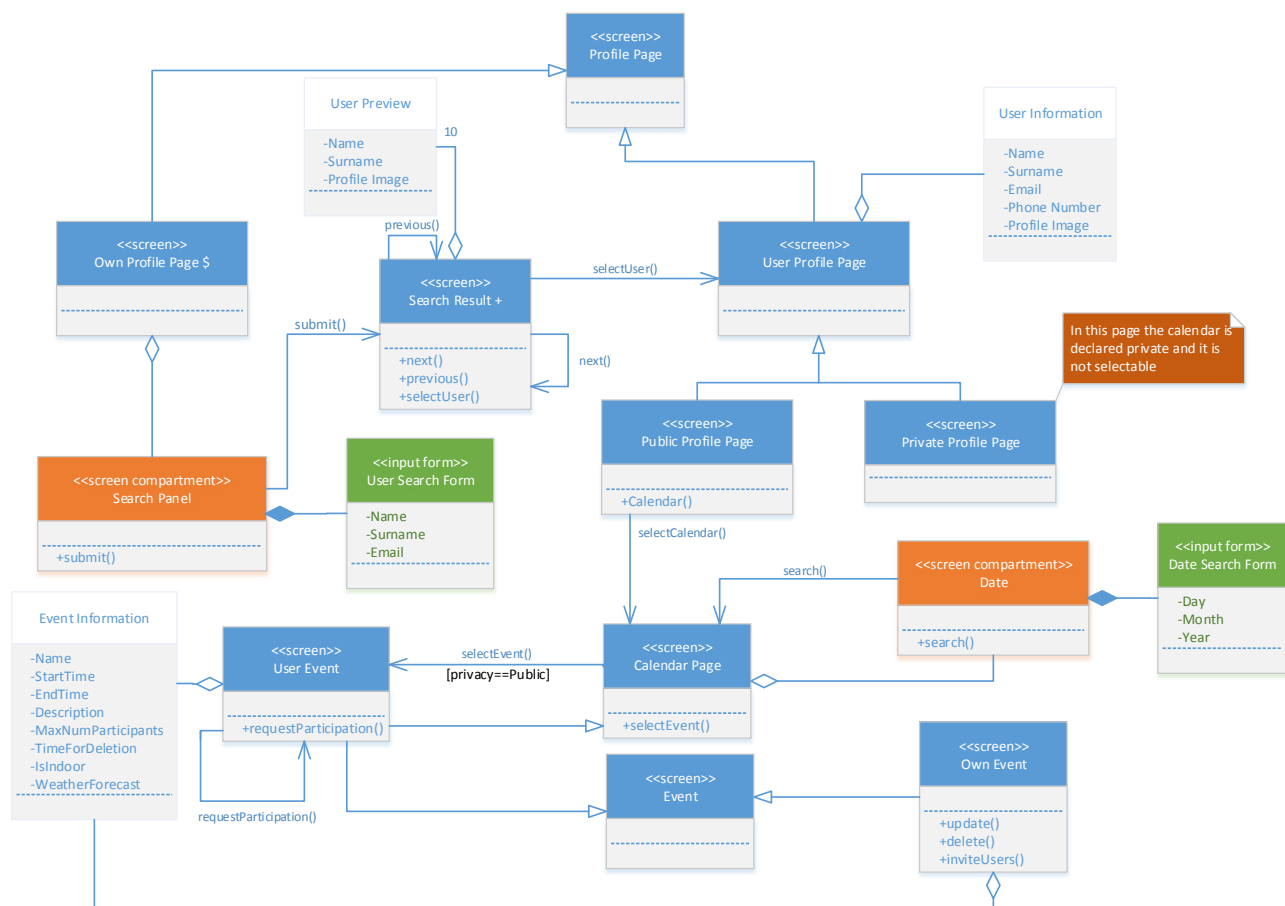 <<screen>>
Profile Page
User Preview
-Name
-Surname
-Profile Image
10
User Information
-Name
-Surname
-Email
-Phone Number
-Profile Image
<<screen>>
Own Profile Page $
previous()
<<screen>>
Search Result +
+next()
+previous()
+selectUser()
selectUser()
next()
submit()
<<screen>>
User Profile Page
In this page the calendar is
declared private and it is
not selectable
<<screen>>
Public Profile Page
+Calendar()
<<screen>>
Private Profile Page
<<screen compartment>>
Search Panel
+submit()
<<input form>>
User Search Form
-Name
-Surname
-Email
selectCalendar()
search()
<<screen compartment>>
Date
+search()
<<input form>>
Date Search Form
-Day
-Month
-Year
Event Information
-Name
-StartTime
-EndTime
-Description
-MaxNumParticipants
-TimeForDeletion
-IsIndoor
-WeatherForecast
<<screen>>
User Event
+requestParticipation()
requestParticipation()
selectEvent()
[privacy==Public]
<<screen>>
Calendar Page
+selectEvent()
<<screen>>
Event
<<screen>>
Own Event
+update()
+delete()
+inviteUsers()